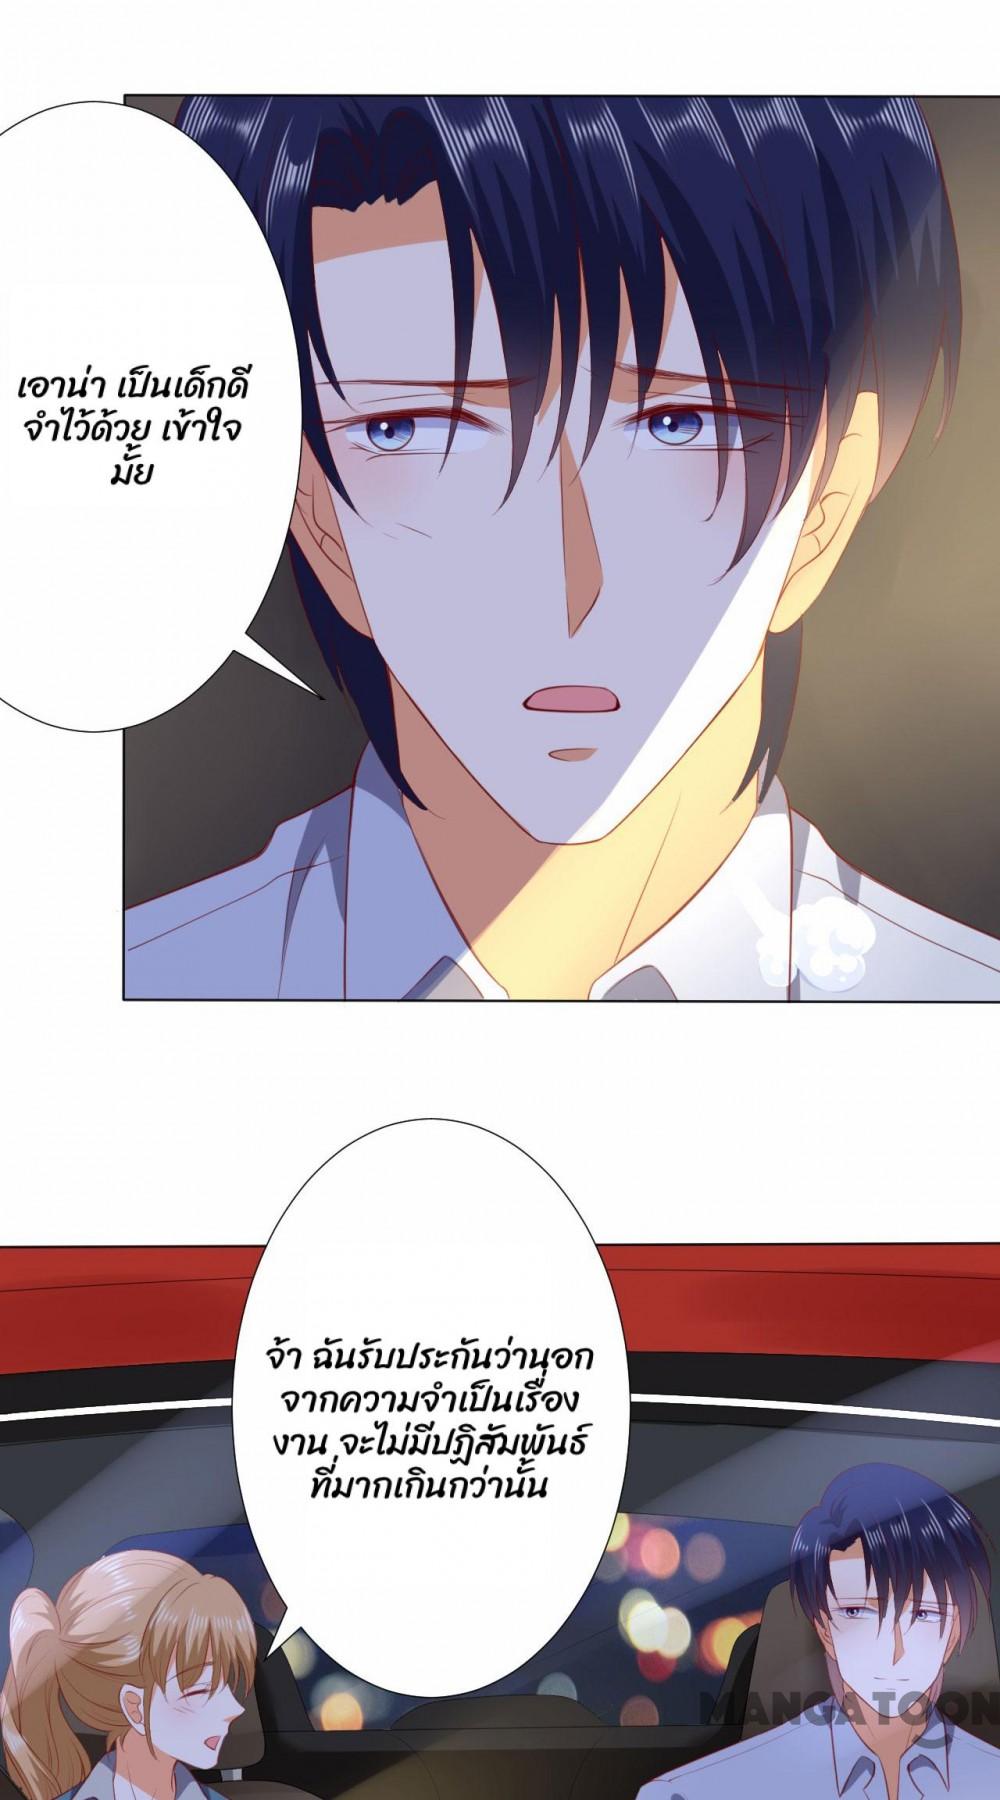 เอาน่า เป็นเด็กดี
จำไว้ด้วย เข้าใจ
มั้ย
จ้า ฉันรับประกันว่านอก
จากความจำเป็นเรื่อง
งาน จะไม่มีปฏิสัมพันธ์
ที่มากเกินกว่านั้น
MANGATOON